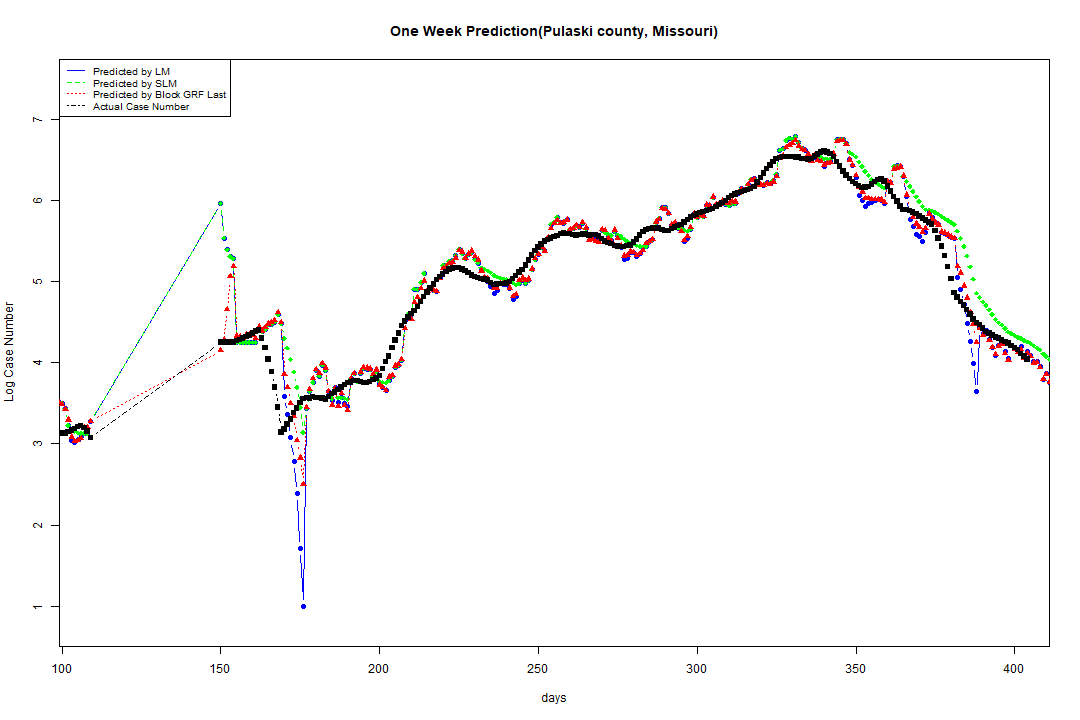 One Week Prediction(Pulaski county, Missouri)
Predicted by LM
Predicted by SLM
Predicted by Block GRF Last
Actual Case Number
Log Case Number
7
6
5
4
3
2
1
100 150 200 250 300 350 400
days